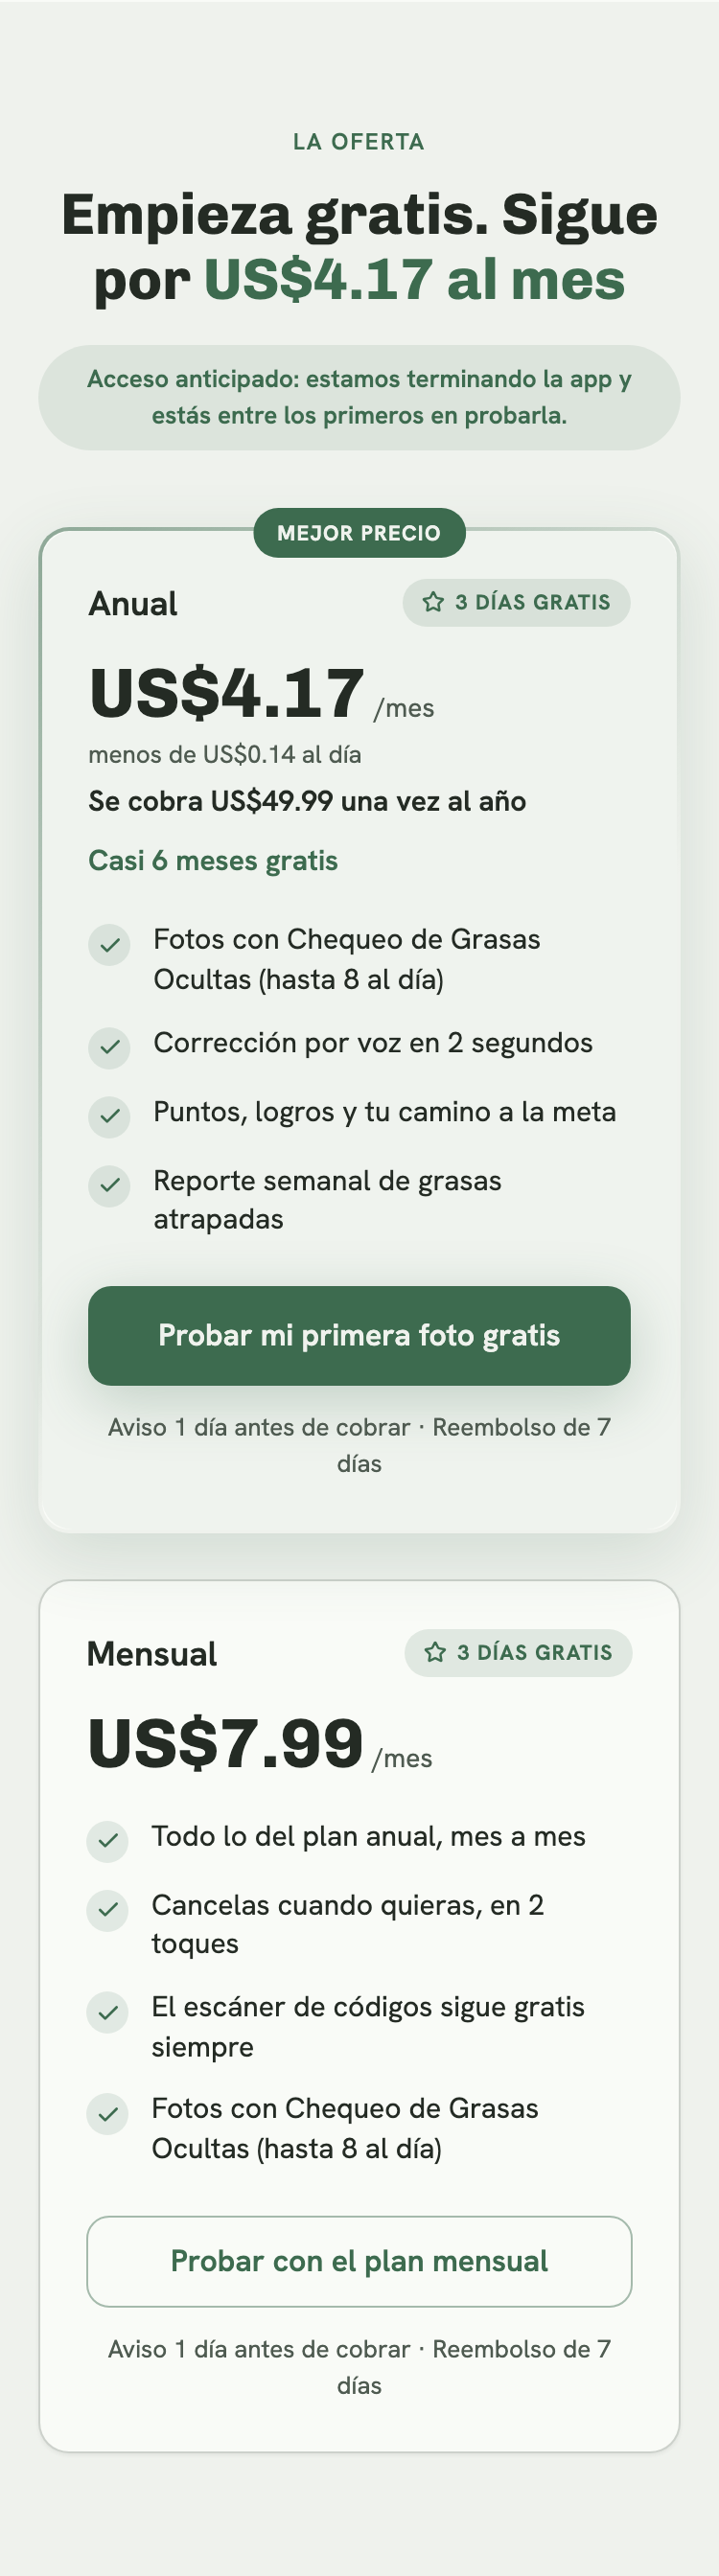 LA OFERTA
Empieza gratis. Sigue
por US$4.17 al mes
Acceso anticipado: estamos terminando la app y
estás entre los primeros en probarla.
MEJOR PRECIO
Anual
3 DÍAS GRATIS
US$4.17 /mes
menos de US$0.14 al día
Se cobra US$49.99 una vez al año
Casi 6 meses gratis
Fotos con Chequeo de Grasas
Ocultas (hasta 8 al día)
Corrección por voz en 2 segundos
Puntos, logros y tu camino a la meta
Reporte semanal de grasas
atrapadas
Probar mi primera foto gratis
Aviso 1 día antes de cobrar · Reembolso de 7
días
Mensual
3 DÍAS GRATIS
US$7.99 /mes
Todo lo del plan anual, mes a mes
Cancelas cuando quieras, en 2
toques
El escáner de códigos sigue gratis
siempre
Fotos con Chequeo de Grasas
Ocultas (hasta 8 al día)
Probar con el plan mensual
Aviso 1 día antes de cobrar · Reembolso de 7
días